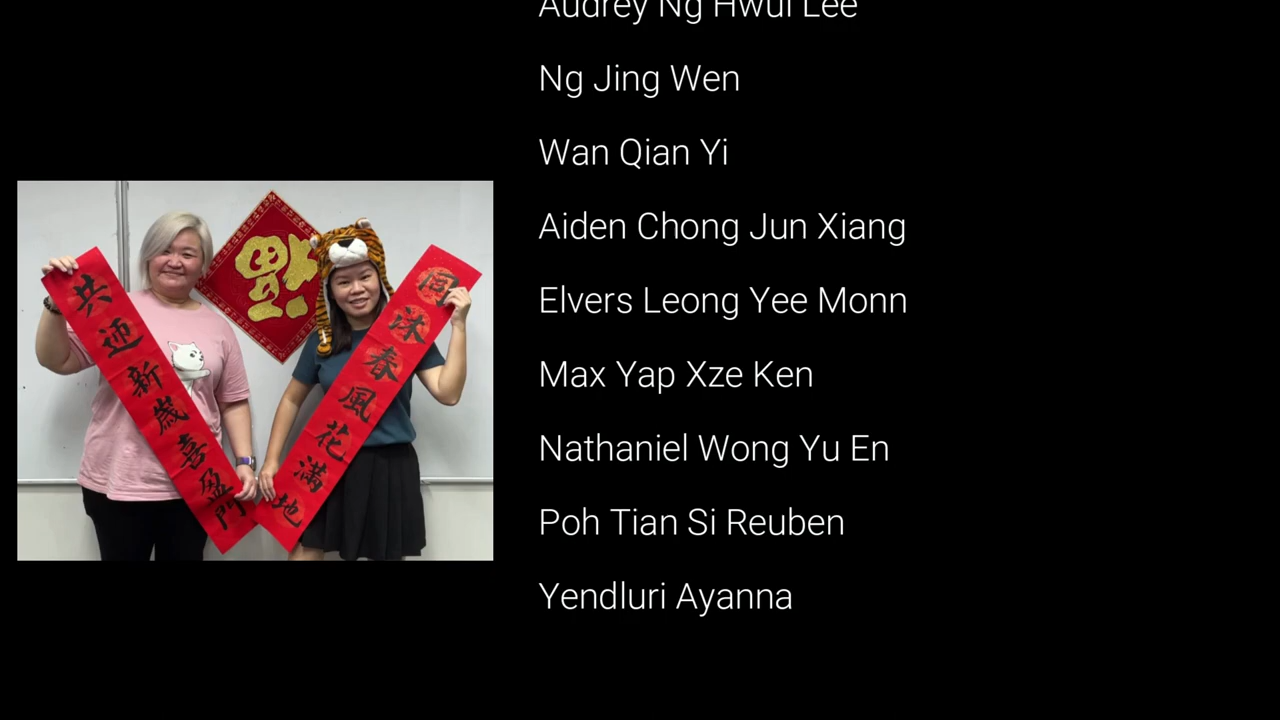 Audrey Ng Hwui Lee
Ng Jing Wen
Wan Qian Yi
Aiden Chong Jun Xiang
Elvers Leong Yee Monn
Max Yap Xze Ken
Nathaniel Wong Yu En
Poh Tian Si Reuben
Yendluri Ayanna
共迎新歲喜盈門
同沐春風花滿地
福